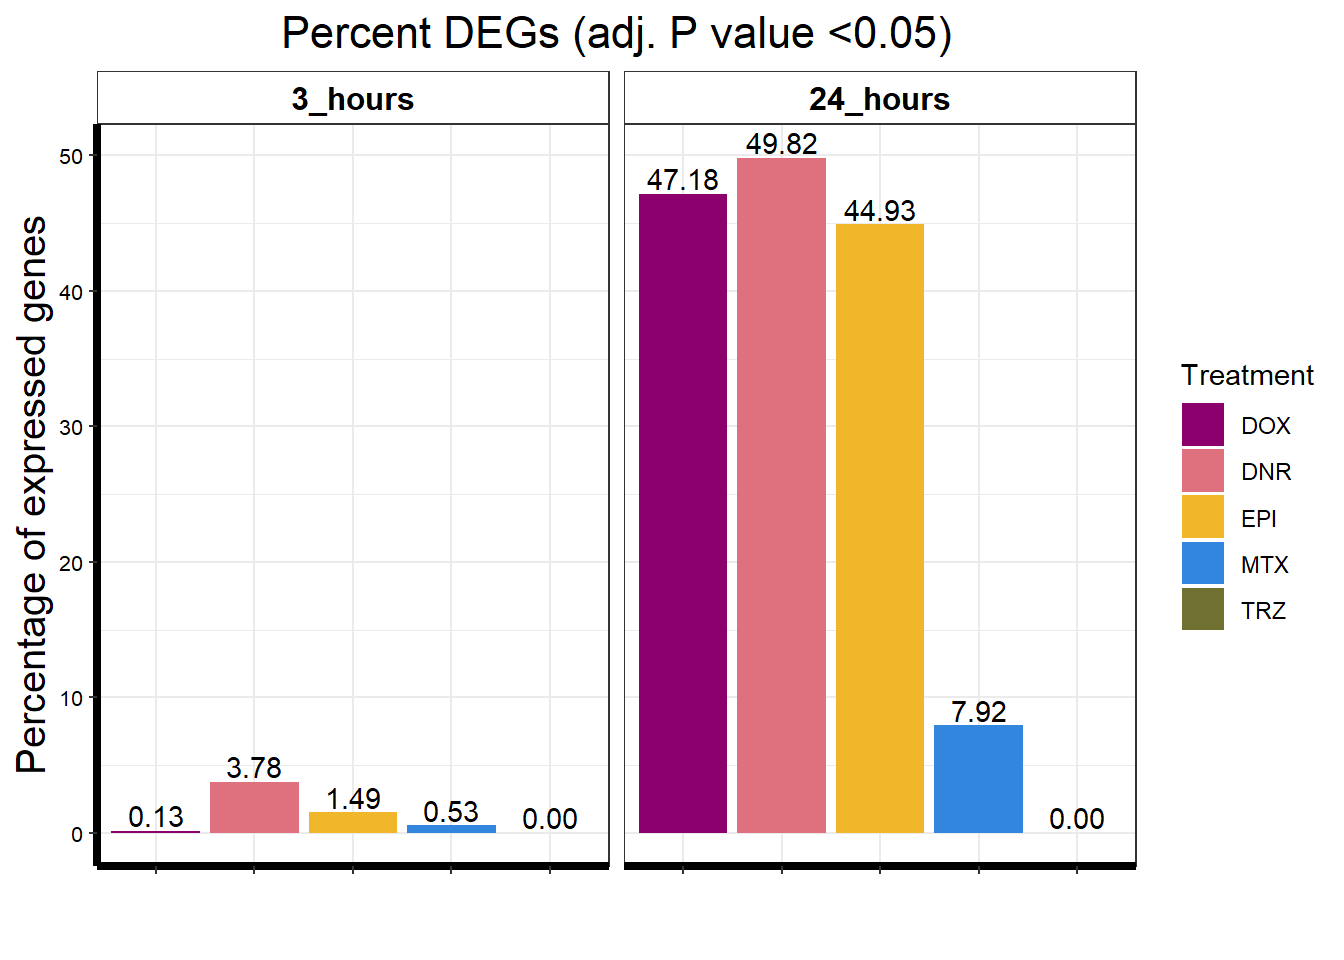 Percent DEGs (adj. P value <0.05)
3_hours
24_hours
Percentage of expressed genes
50
40
30
20
10
0
0.13
3.78
1.49
0.53
0.00
47.18
49.82
44.93
7.92
0.00
Treatment
DOX
DNR
EPI
MTX
TRZ